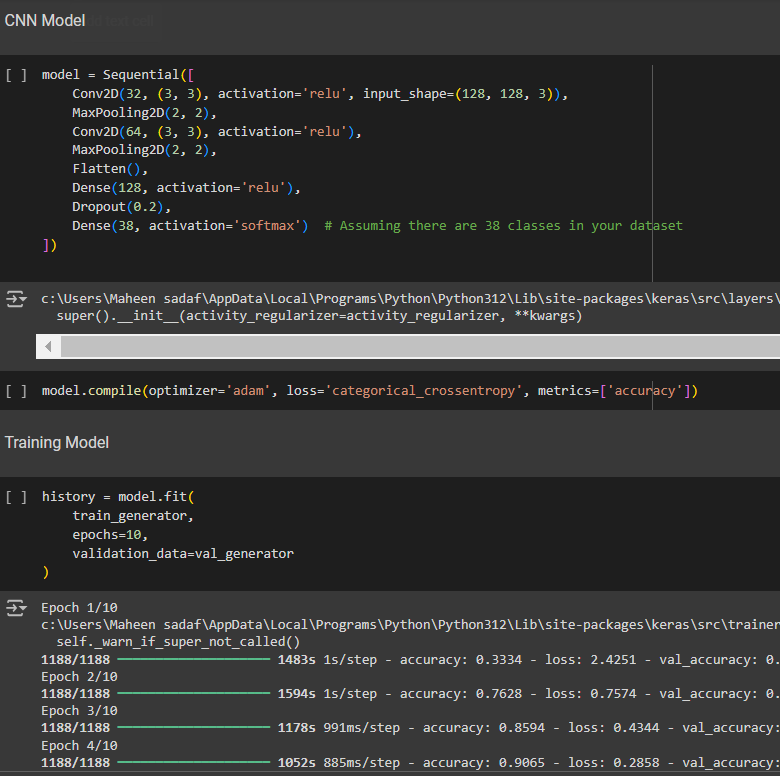 CNN Model
[ ] model = Sequential([
Conv2D(32, (3, 3), activation='relu', input_shape=(128, 128, 3)),
MaxPooling2D(2, 2),
Conv2D(64, (3, 3), activation='relu'),
MaxPooling2D(2, 2),
Flatten(),
Dense(128, activation='relu'),
Dropout(0.2),
Dense(38, activation='softmax')  # Assuming there are 38 classes in your dataset
])
c:\Users\Maheen sadaf\AppData\Local\Programs\Python\Python312\Lib\site-packages\keras\src\layers\
super().__init__(activity_regularizer=activity_regularizer, **kwargs)
[ ] model.compile(optimizer='adam', loss='categorical_crossentropy', metrics=['accuracy'])
Training Model
[ ] history = model.fit(
train_generator,
epochs=10,
validation_data=val_generator
)
Epoch 1/10
c:\Users\Maheen sadaf\AppData\Local\Programs\Python\Python312\Lib\site-packages\keras\src\trainer
self._warn_if_super_not_called()
1188/1188 1483s 1s/step - accuracy: 0.3334 - loss: 2.4251 - val_accuracy: 0.
Epoch 2/10
1188/1188 1594s 1s/step - accuracy: 0.7628 - loss: 0.7574 - val_accuracy: 0.
Epoch 3/10
1188/1188 1178s 991ms/step - accuracy: 0.8594 - loss: 0.4344 - val_accuracy:
Epoch 4/10
1188/1188 1052s 885ms/step - accuracy: 0.9065 - loss: 0.2858 - val_accuracy: